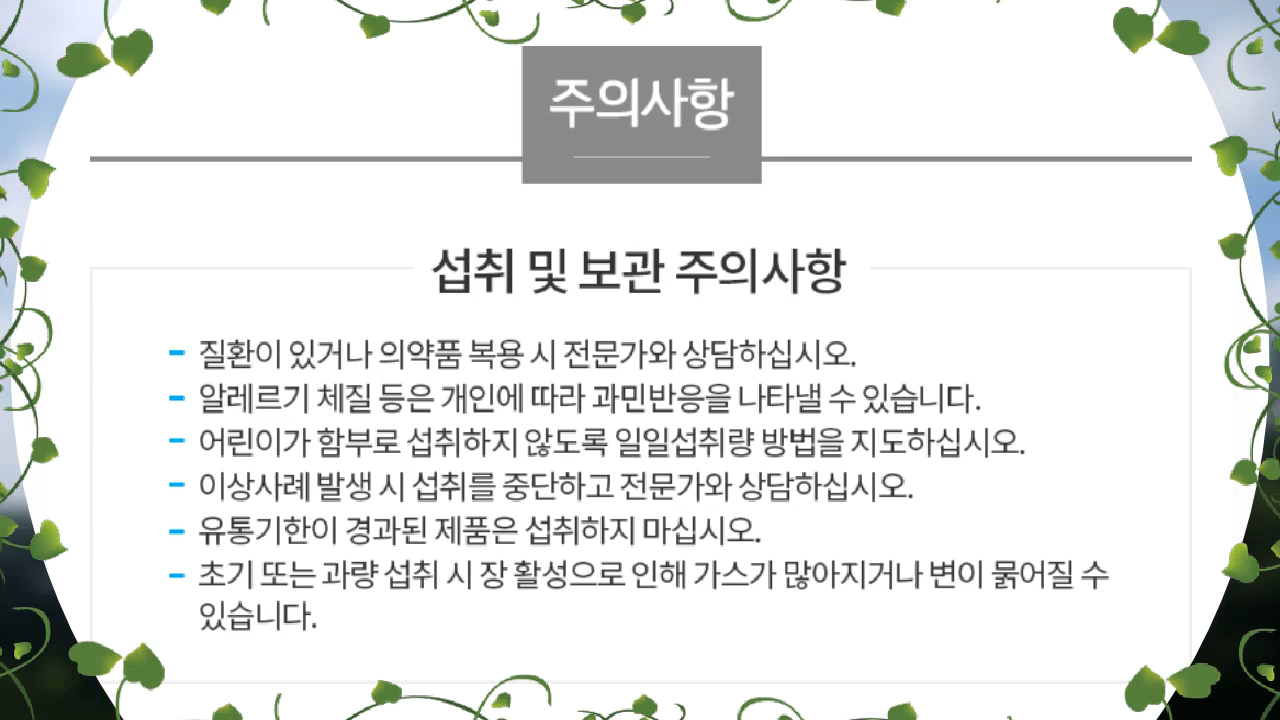 주의사항
섭취 및 보관 주의사항
- 질환이 있거나 의약품 복용 시 전문가와 상담하십시오.
- 알레르기 체질 등은 개인에 따라 과민반응을 나타낼 수 있습니다.
- 어린이가 함부로 섭취하지 않도록 일일섭취량 방법을 지도하십시오.
- 이상사례 발생 시 섭취를 중단하고 전문가와 상담하십시오.
- 유통기한이 경과된 제품은 섭취하지 마십시오.
- 초기 또는 과량 섭취 시 장 활성으로 인해 가스가 많아지거나 변이 묽어질 수
있습니다.